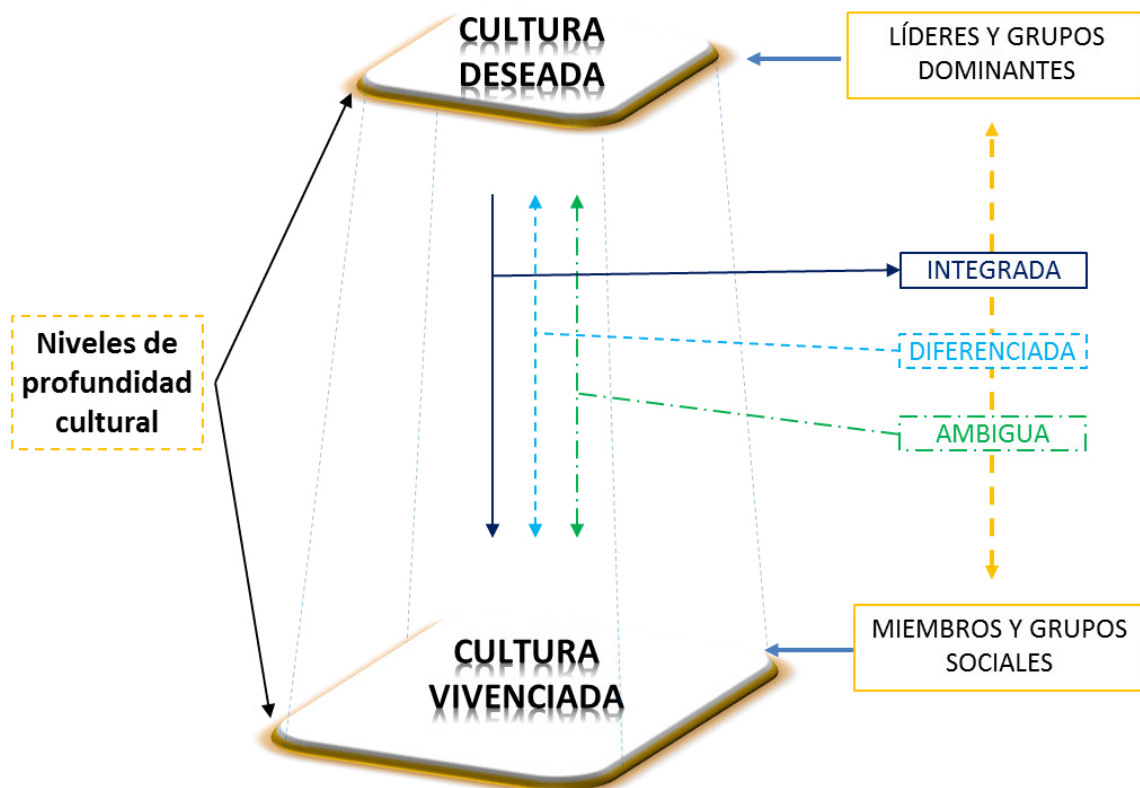 CULTURA
DESEADA
LÍDERES Y GRUPOS
DOMINANTES
INTEGRADA
Niveles de
profundidad
cultural
DIFERENCIADA
AMBIGUA
CULTURA
VIVENCIADA
MIEMBROS Y GRUPOS
SOCIALES